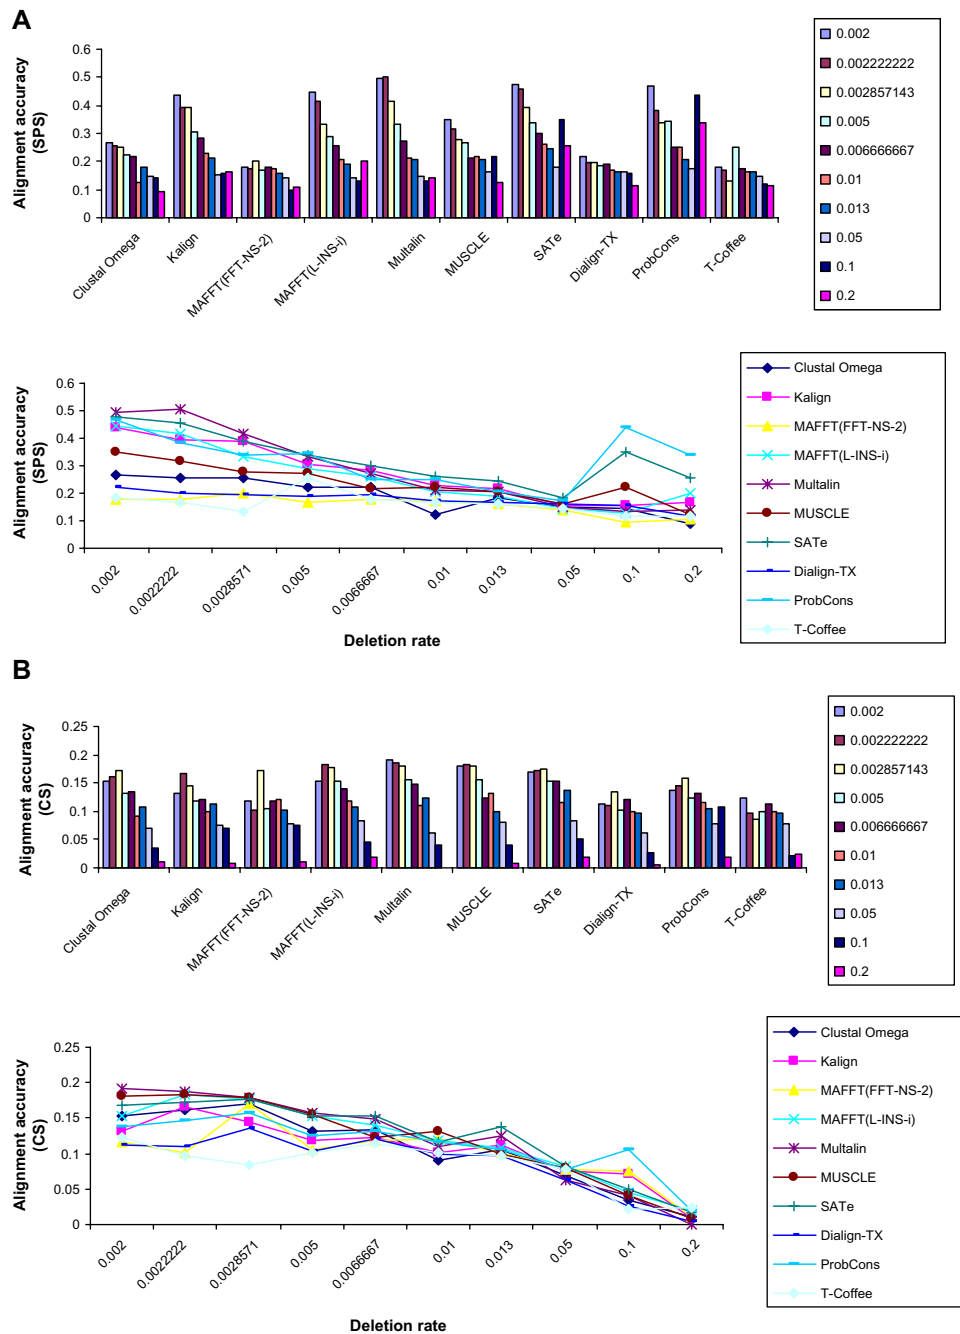 A
Alignment accuracy
(SPS)
0.6
0.5
0.4
0.3
0.2
0.1
0
Clustal Omega
Kalign
MAFFT(FFT-NS-2)
MAFFT(L-INS-i)
Multalin
MUSCLE
SATe
Dialign-TX
ProbCons
T-Coffee
0.002
0.002222222
0.002857143
0.005
0.006666667
0.01
0.013
0.05
0.1
0.2
Alignment accuracy
(SPS)
0.6
0.5
0.4
0.3
0.2
0.1
0
0.002
0.0022222
0.0028571
0.005
0.0066667
0.01
0.013
0.05
0.1
0.2
Deletion rate
Clustal Omega
Kalign
MAFFT(FFT-NS-2)
MAFFT(L-INS-i)
Multalin
MUSCLE
SATe
Dialign-TX
ProbCons
T-Coffee
B
Alignment accuracy
(CS)
0.25
0.2
0.15
0.1
0.05
0
Clustal Omega
Kalign
MAFFT(FFT-NS-2)
MAFFT(L-INS-i)
Multalin
MUSCLE
SATe
Dialign-TX
ProbCons
T-Coffee
0.002
0.002222222
0.002857143
0.005
0.006666667
0.01
0.013
0.05
0.1
0.2
Alignment accuracy
(CS)
0.25
0.2
0.15
0.1
0.05
0
0.002
0.0022222
0.0028571
0.005
0.0066667
0.01
0.013
0.05
0.1
0.2
Deletion rate
Clustal Omega
Kalign
MAFFT(FFT-NS-2)
MAFFT(L-INS-i)
Multalin
MUSCLE
SATe
Dialign-TX
ProbCons
T-Coffee